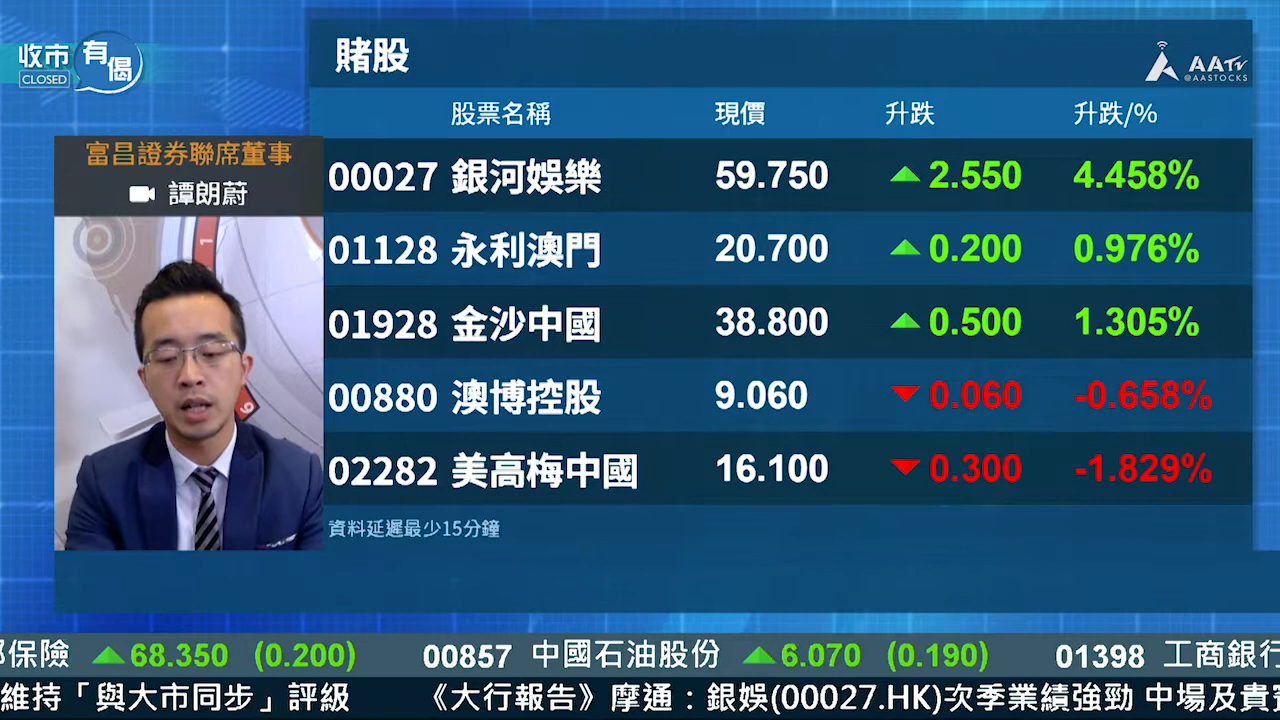 收市 有偈
CLOSED
賭股
AATV
@AASTOCKS
股票名稱 現價 升跌 升跌/%
富昌證券聯席董事
譚朗蔚
00027 銀河娛樂 59.750 ▲ 2.550 4.458%
01128 永利澳門 20.700 ▲ 0.200 0.976%
01928 金沙中國 38.800 ▲ 0.500 1.305%
00880 澳博控股 9.060 ▼ 0.060 -0.658%
02282 美高梅中國 16.100 ▼ 0.300 -1.829%
資料延遲最少15分鐘
保險 ▲ 68.350 (0.200) 00857 中國石油股份 ▲ 6.070 (0.190) 01398 工商銀行
維持「與大市同步」評級 《大行報告》摩通：銀娛(00027.HK)次季業績強勁 中場及貴